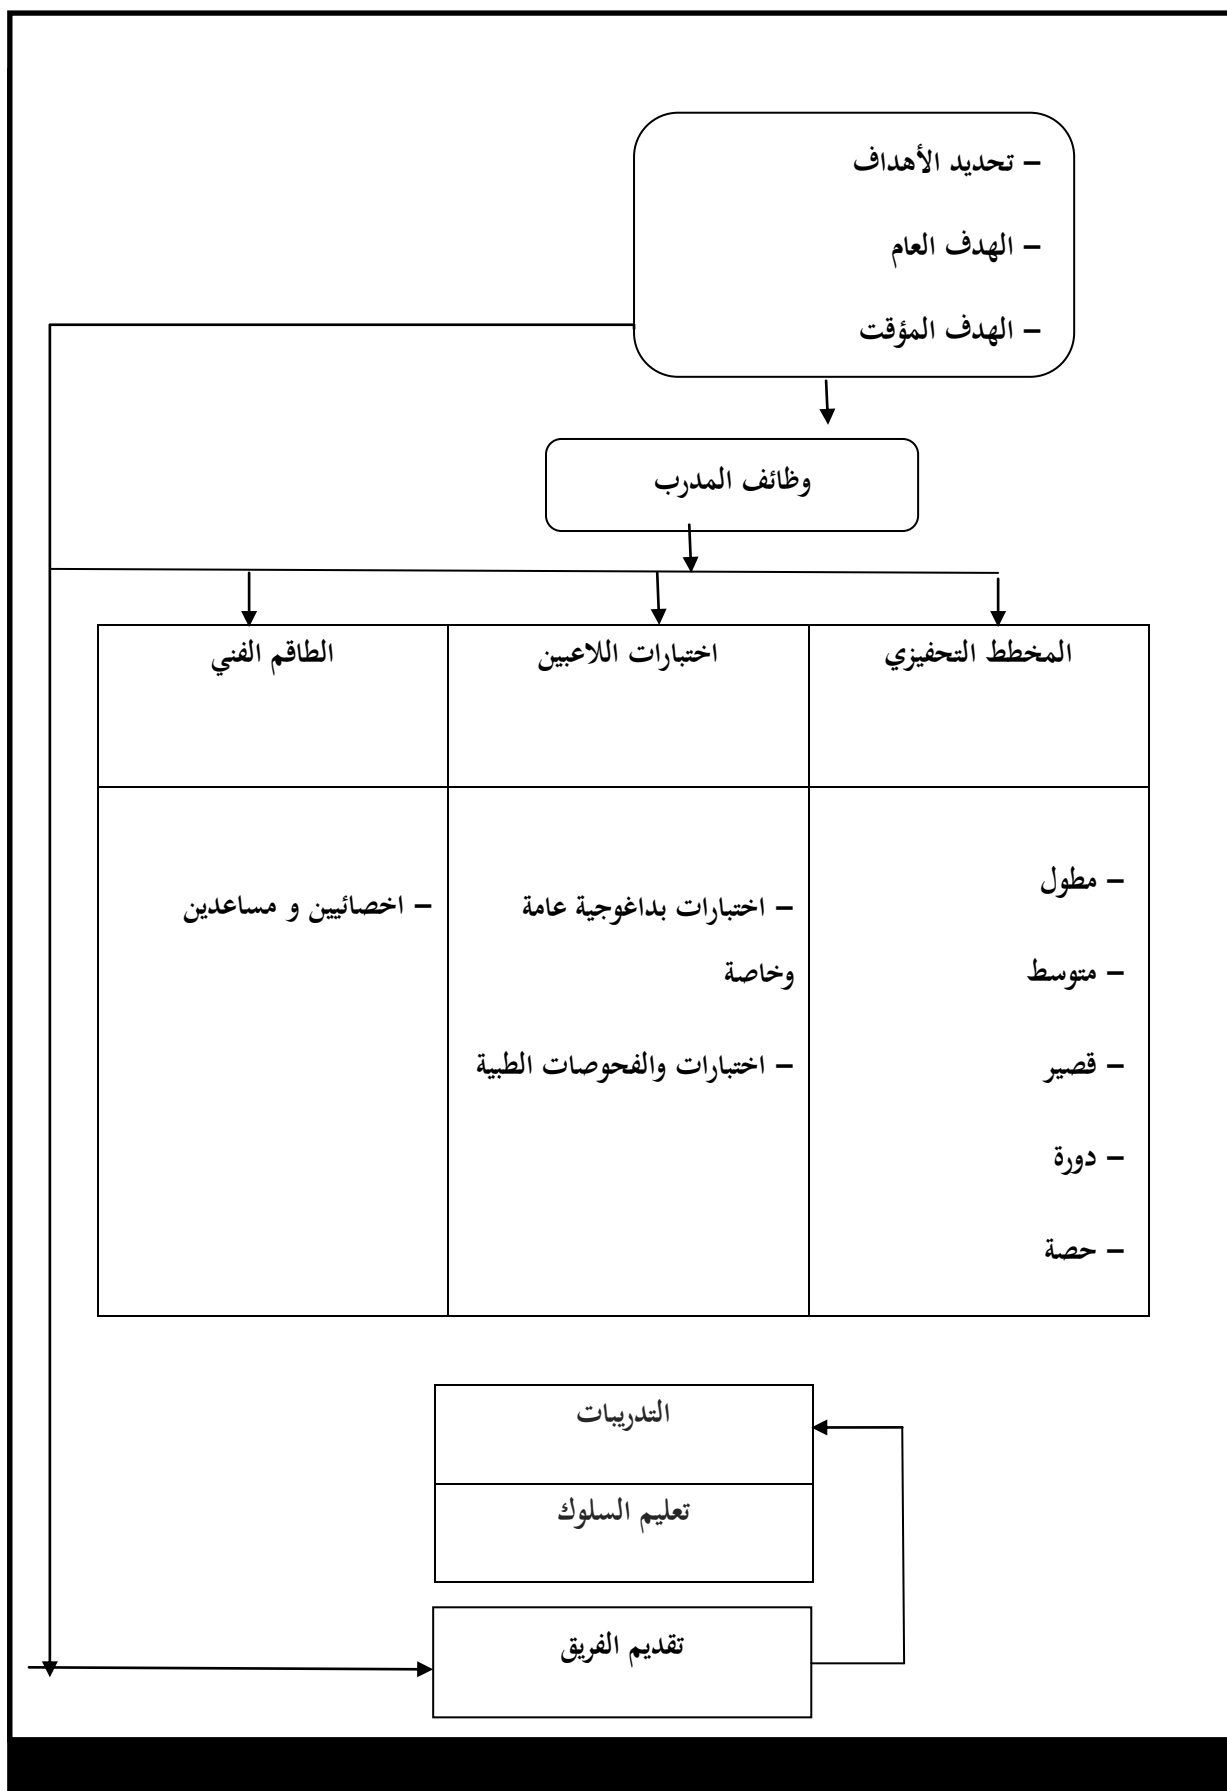 – تحديد الأهداف
– الهدف العام
– الهدف المؤقت
وظائف المدرب
المخطط التحفيزي
اختبارات اللاعبين
الطاقم الفني
– مطول
– متوسط
– قصير
– دورة
– حصة
– اختبارات بداغوجية عامة
وخاصة
– اختبارات والفحوصات الطبية
– اخصائيين و مساعدين
التدريبات
تعليم السلوك
تقديم الفريق